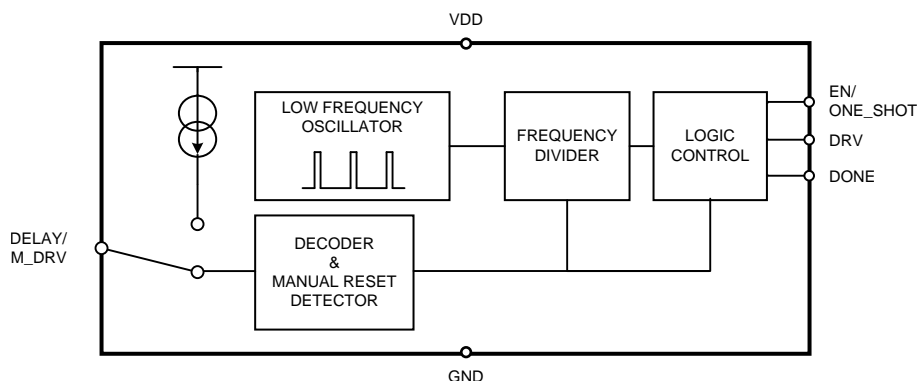 VDD
EN/
ONE_SHOT
LOW FREQUENCY
OSCILLATOR
FREQUENCY
DIVIDER
LOGIC
CONTROL
DRV
DONE
DELAY/
M_DRV
DECODER
&
MANUAL RESET
DETECTOR
GND